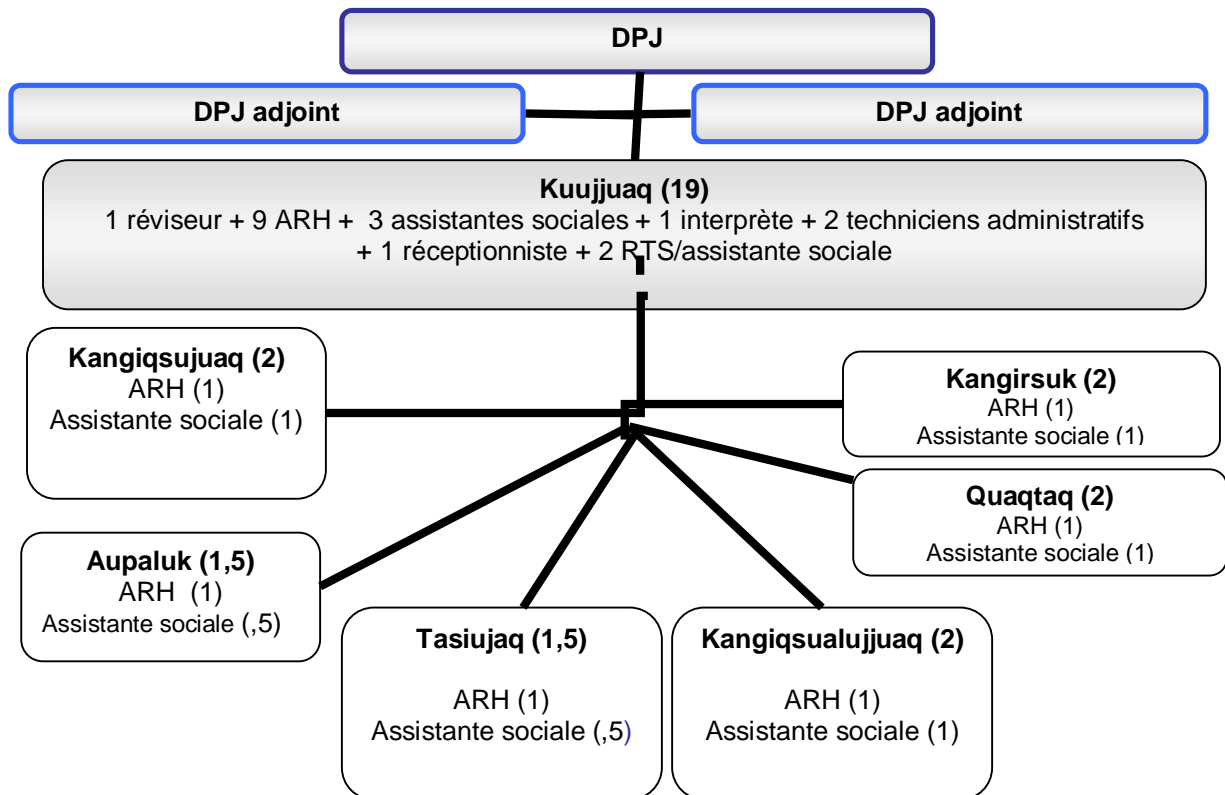 DPJ
DPJ adjoint
DPJ adjoint
Kuujjuaq (19)
1 réviseur + 9 ARH + 3 assistantes sociales + 1 interprète + 2 techniciens administratifs
+ 1 réceptionniste + 2 RTS/assistante sociale
Kangiqsujuaq (2)
ARH (1)
Assistante sociale (1)
Kangirsuk (2)
ARH (1)
Assistante sociale (1)
Quaqtaq (2)
ARH (1)
Assistante sociale (1)
Aupaluk (1,5)
ARH (1)
Assistante sociale (,5)
Tasiujaq (1,5)
ARH (1)
Assistante sociale (,5)
Kangiqsualujjuaq (2)
ARH (1)
Assistante sociale (1)